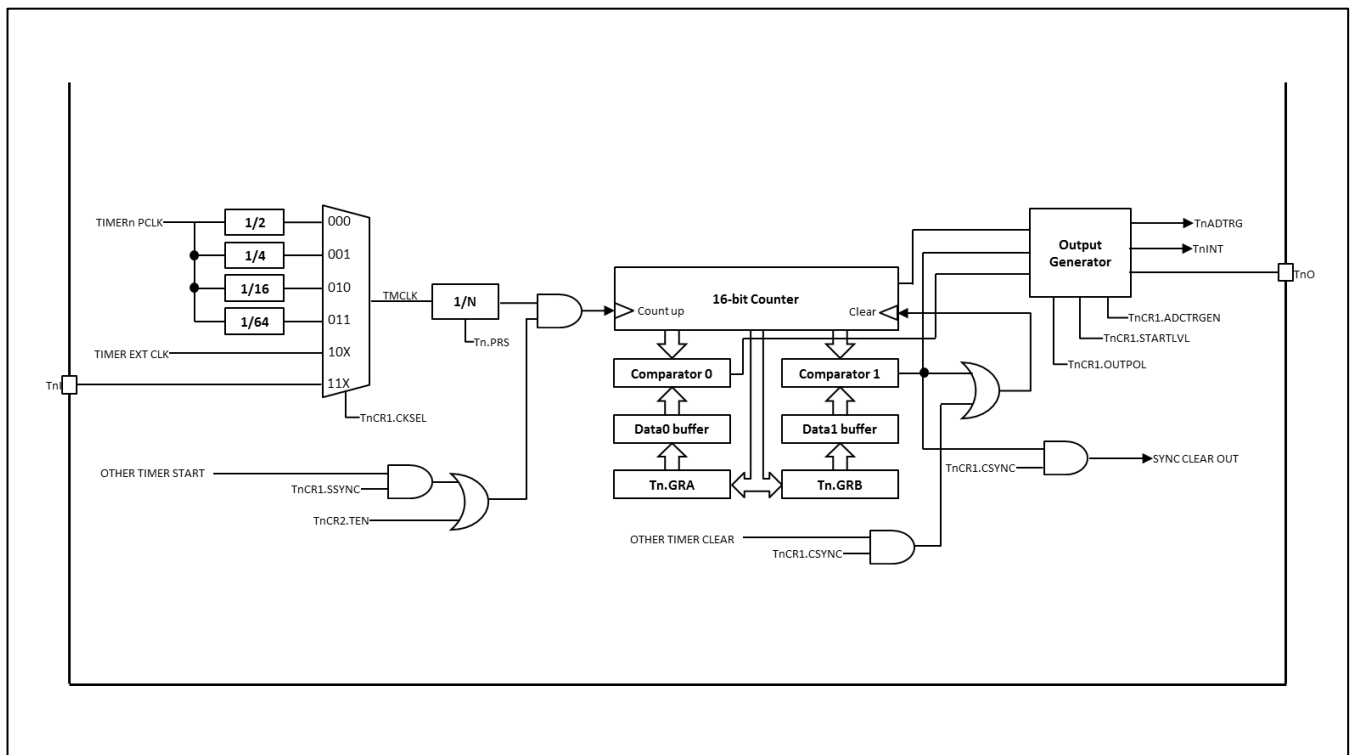 TIMERn PCLK
1/2
000
1/4
001
1/16
010
1/64
011
TIMER EXT CLK
10X
TnI
11X
TnCR1.CKSEL
TMCLK
1/N
Tn.PRS
OTHER TIMER START
TnCR1.SSYNC
TnCR2.TEN
16-bit Counter
Count up
Clear
Comparator 0
Comparator 1
Data0 buffer
Data1 buffer
Tn.GRA
Tn.GRB
OTHER TIMER CLEAR
TnCR1.CSYNC
Output
Generator
TnADTRG
TnINT
TnO
TnCR1.ADCTRGEN
TnCR1.STARTLVL
TnCR1.OUTPOL
TnCR1.CSYNC
SYNC CLEAR OUT